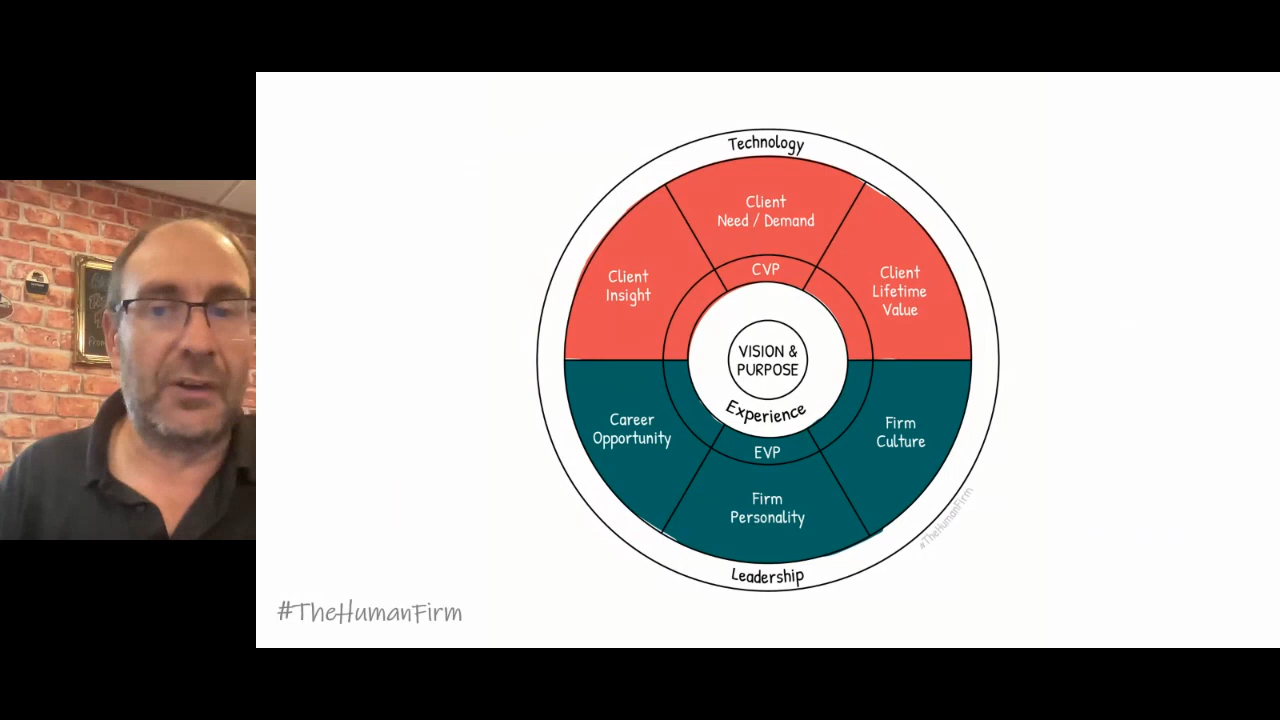 Technology
Client
Need / Demand
Client
Insight
CVP
Client
Lifetime
Value
VISION &
PURPOSE
Experience
Career
Opportunity
Firm
Culture
EVP
Firm
Personality
#TheHumanFirm
Leadership
#TheHumanFirm